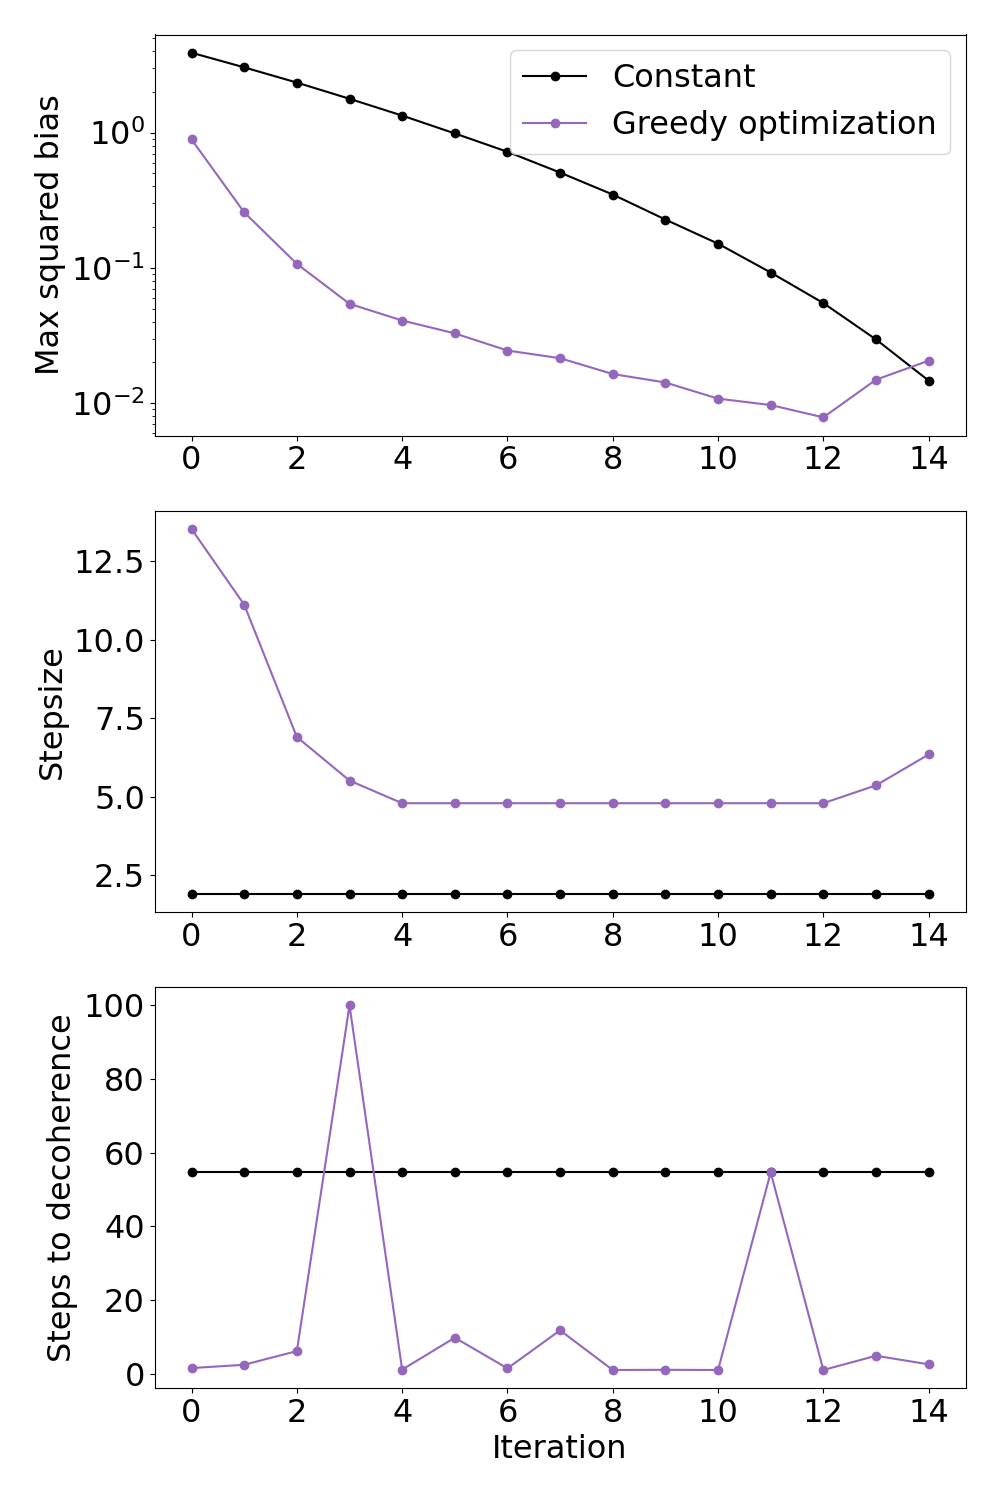 Max squared bias
10⁰
10⁻¹
10⁻²
Constant
Greedy optimization
0 2 4 6 8 10 12 14
Stepsize
12.5
10.0
7.5
5.0
2.5
0 2 4 6 8 10 12 14
Steps to decoherence
100
80
60
40
20
0
0 2 4 6 8 10 12 14
Iteration